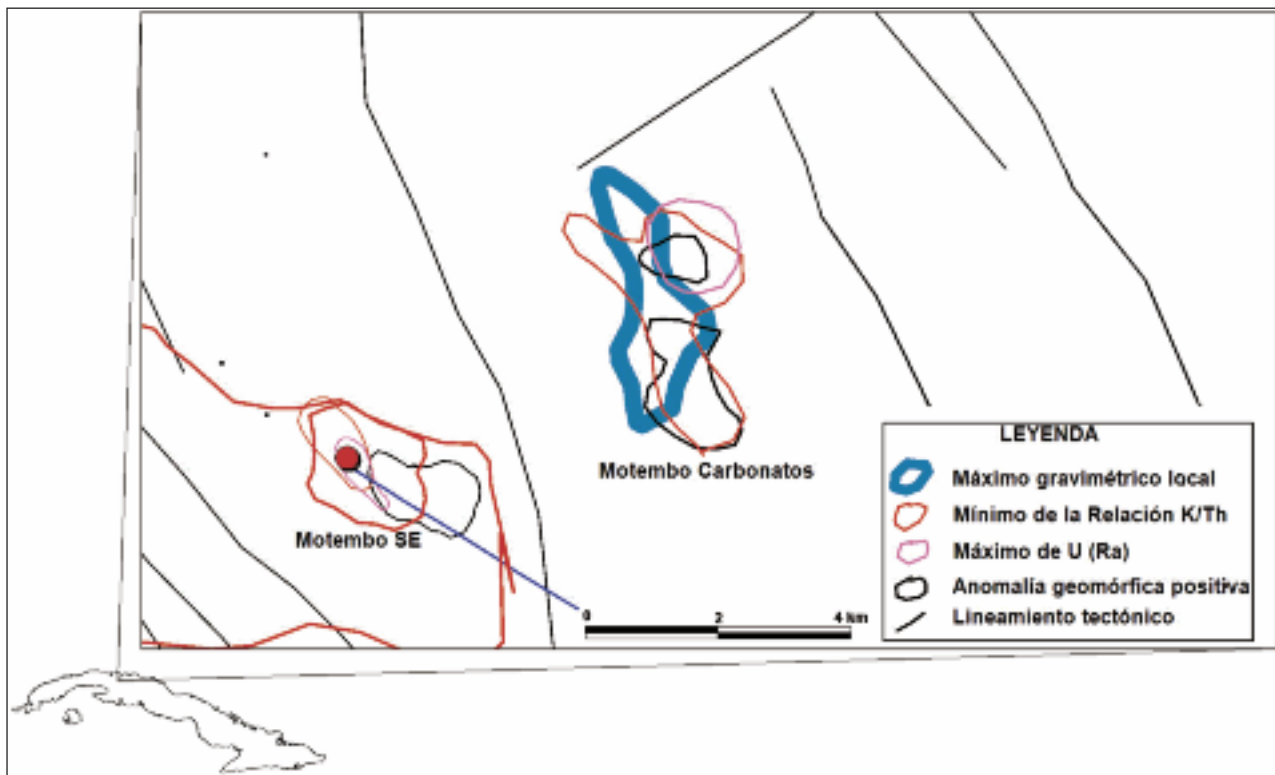 Motembo Carbonatos
Motembo SE
0 2 4 km
LEYENDA
Máximo gravimétrico local
Mínimo de la Relación K/Th
Máximo de U (Ra)
Anomalía geomórfica positiva
Lineamiento tectónico